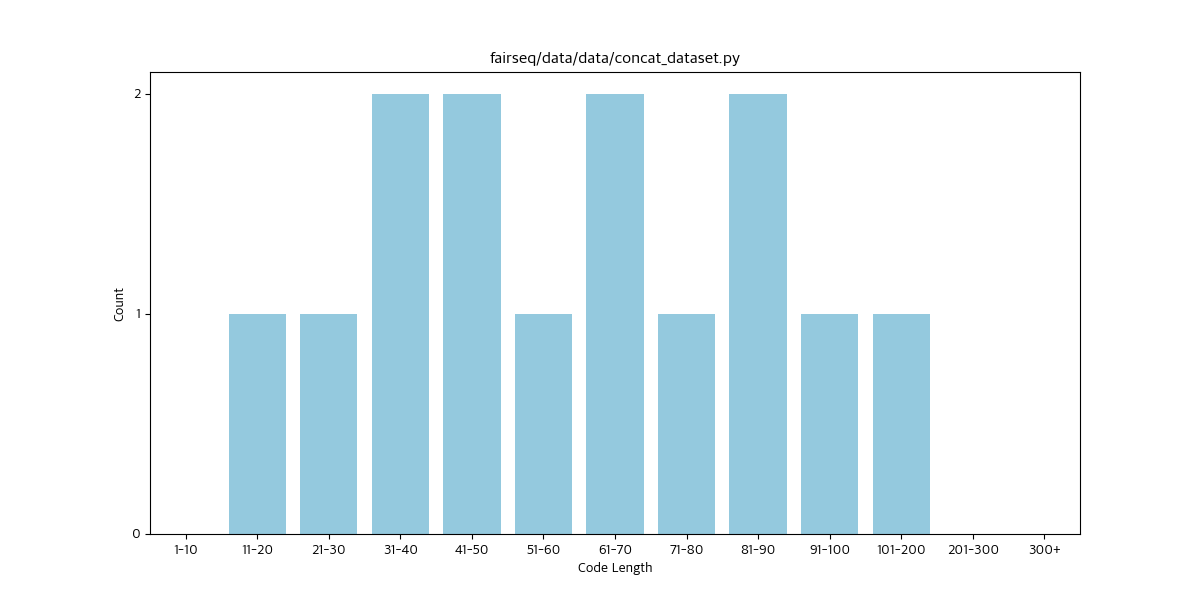 fairseq/data/data/concat_dataset.py
2
1
0
Count
1-10 11-20 21-30 31-40 41-50 51-60 61-70 71-80 81-90 91-100 101-200 201-300 300+
Code Length